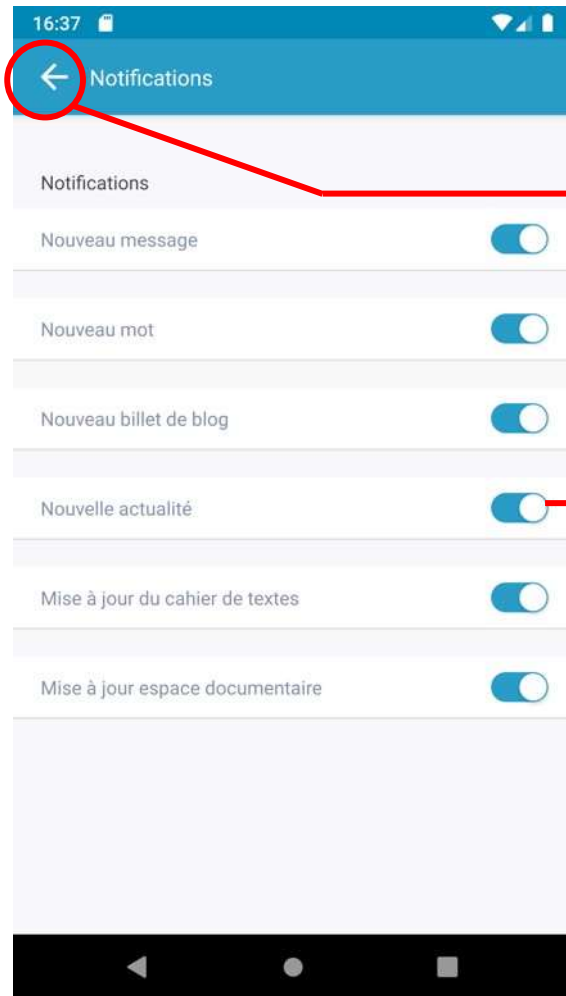 16:37
Notifications
Notifications
Nouveau message
Nouveau mot
Nouveau billet de blog
Nouvelle actualité
Mise à jour du cahier de textes
Mise à jour espace documentaire